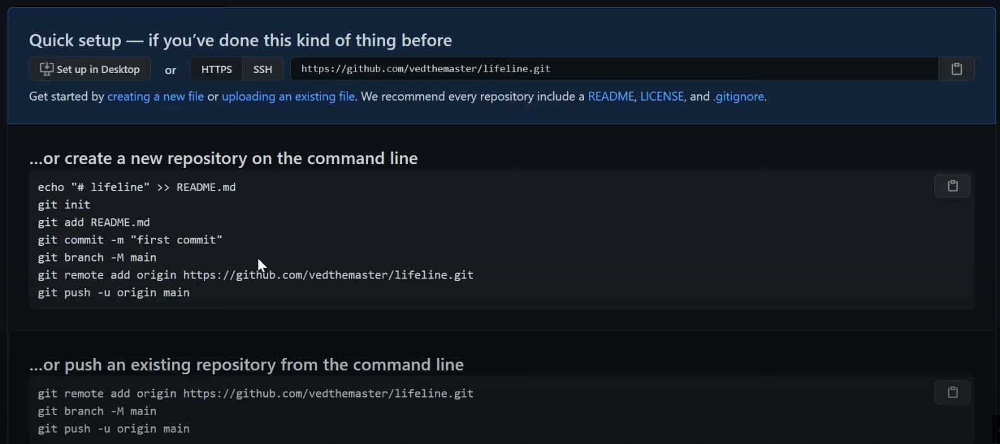 Quick setup — if you’ve done this kind of thing before
Set up in Desktop or HTTPS SSH https://github.com/vedthemaster/lifeline.git
Get started by creating a new file or uploading an existing file. We recommend every repository include a README, LICENSE, and .gitignore.
...or create a new repository on the command line
echo "# lifeline" >> README.md
git init
git add README.md
git commit -m "first commit"
git branch -M main
git remote add origin https://github.com/vedthemaster/lifeline.git
git push -u origin main
...or push an existing repository from the command line
git remote add origin https://github.com/vedthemaster/lifeline.git
git branch -M main
git push -u origin main